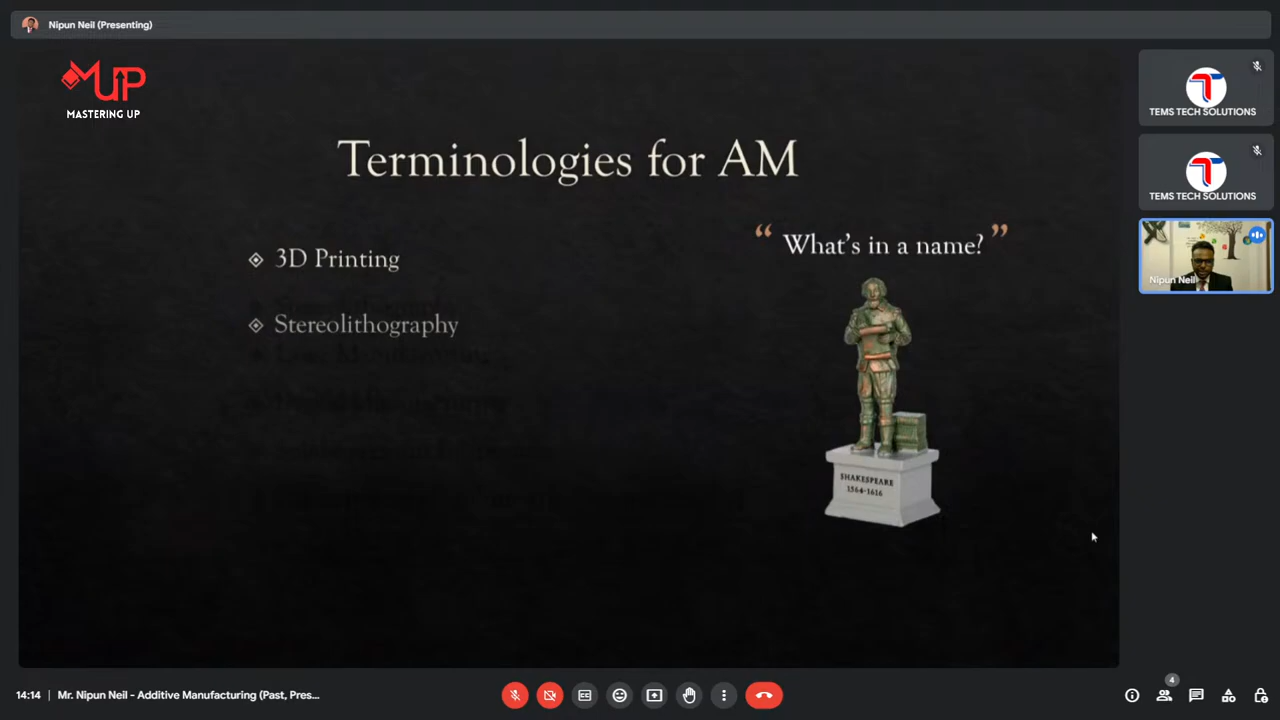 Nipun Neil (Presenting)
MUP
MASTERING UP
Terminologies for AM
3D Printing
Stereolithography
“ What’s in a name? ”
SHAKESPEARE
1564-1616
TEMS TECH SOLUTIONS
TEMS TECH SOLUTIONS
Nipun Neil
14:14 | Mr. Nipun Neil - Additive Manufacturing (Past, Pres...
4